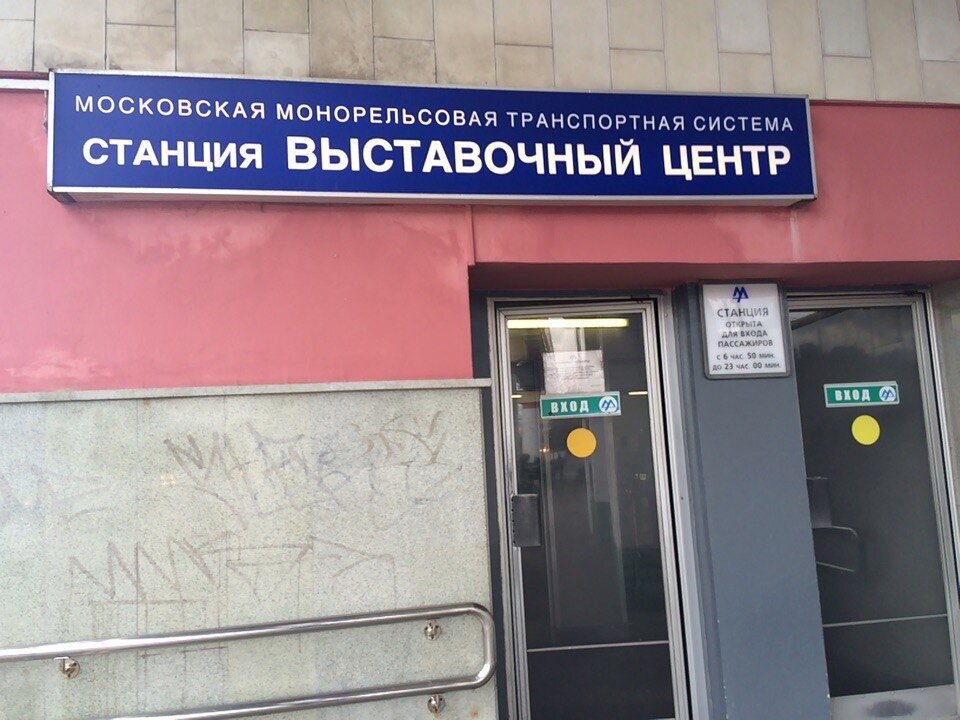 МОСКОВСКАЯ МОНОРЕЛЬСОВАЯ ТРАНСПОРТНАЯ СИСТЕМА
СТАНЦИЯ ВЫСТАВОЧНЫЙ ЦЕНТР
СТАНЦИЯ
ОТКРЫТА
ДЛЯ ВХОДА
ПАССАЖИРОВ
С 6 ЧАС. 50 МИН.
ДО 23 ЧАС. 00 МИН.
ВХОД
ВХОД